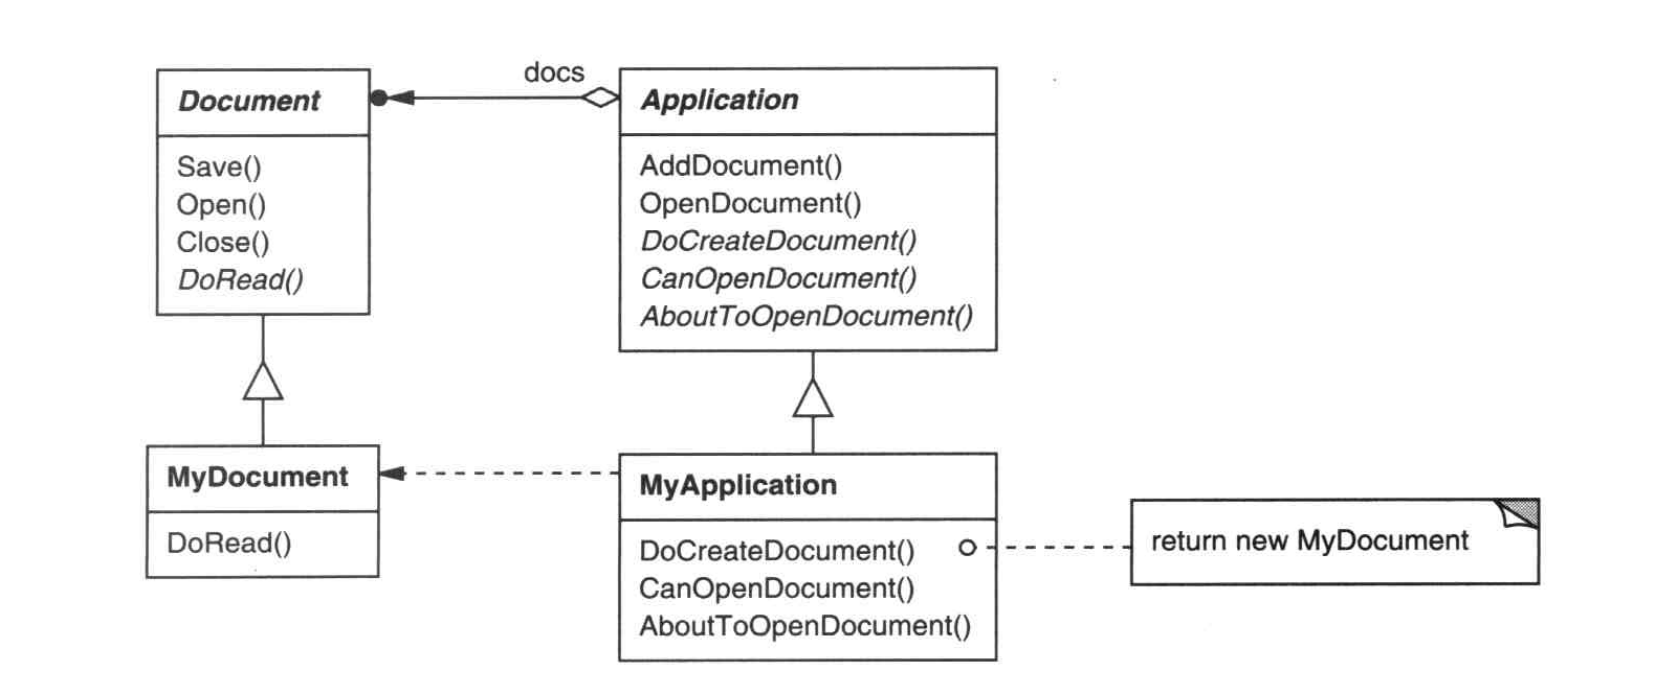 docs
Document
Save()
Open()
Close()
DoRead()
Application
AddDocument()
OpenDocument()
DoCreateDocument()
CanOpenDocument()
AboutToOpenDocument()
MyDocument
DoRead()
MyApplication
DoCreateDocument()
CanOpenDocument()
AboutToOpenDocument()
return new MyDocument